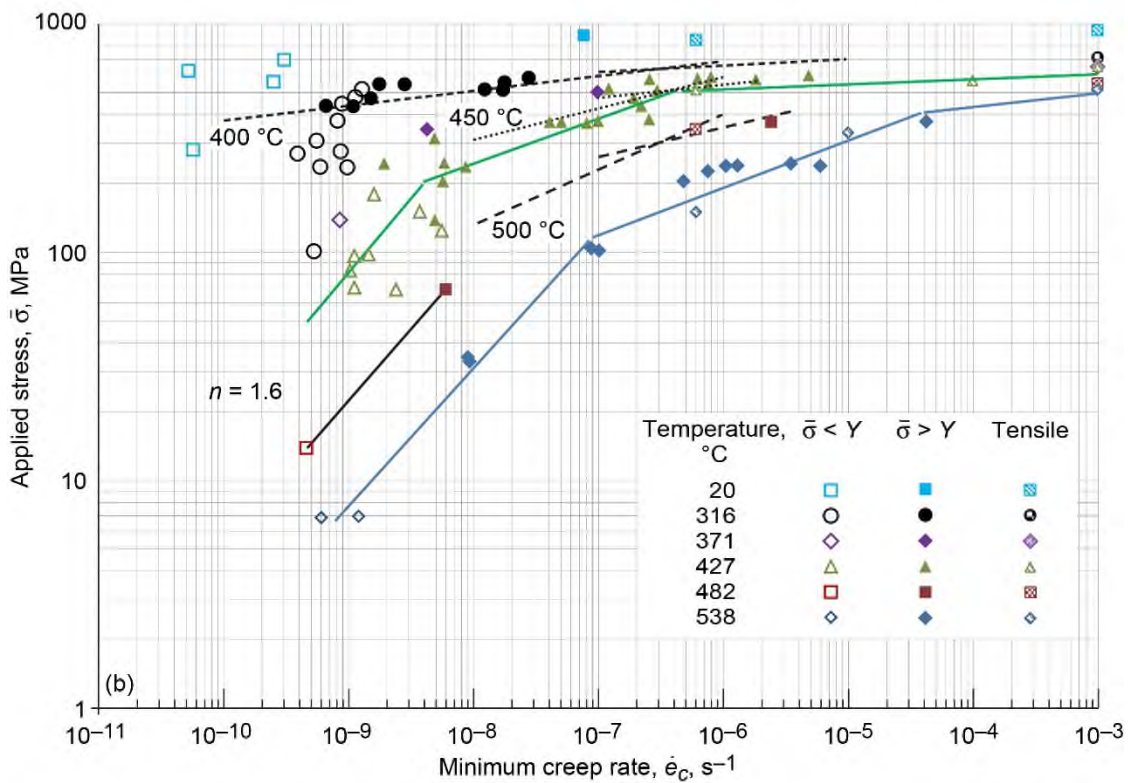 1000
100
10
1
Applied stress, σ̄, MPa
400 °C
450 °C
500 °C
n = 1.6
(b)
Temperature, °C σ̄ < Y σ̄ > Y Tensile
20
316
371
427
482
538
10–11 10–10 10–9 10–8 10–7 10–6 10–5 10–4 10–3
Minimum creep rate, ėc, s–1